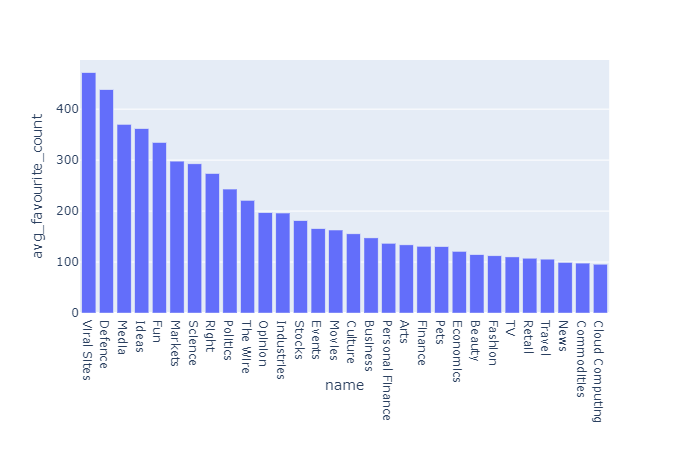 avg_favourite_count
400
300
200
100
0
Viral Sites
Defence
Media
Ideas
Fun
Markets
Science
Right
Politics
The Wire
Opinion
Industries
Stocks
Events
Movies
Culture
Business
Personal Finance
Arts
Finance
Pets
Economics
Beauty
Fashion
TV
Retail
Travel
News
Commodities
Cloud Computing
name